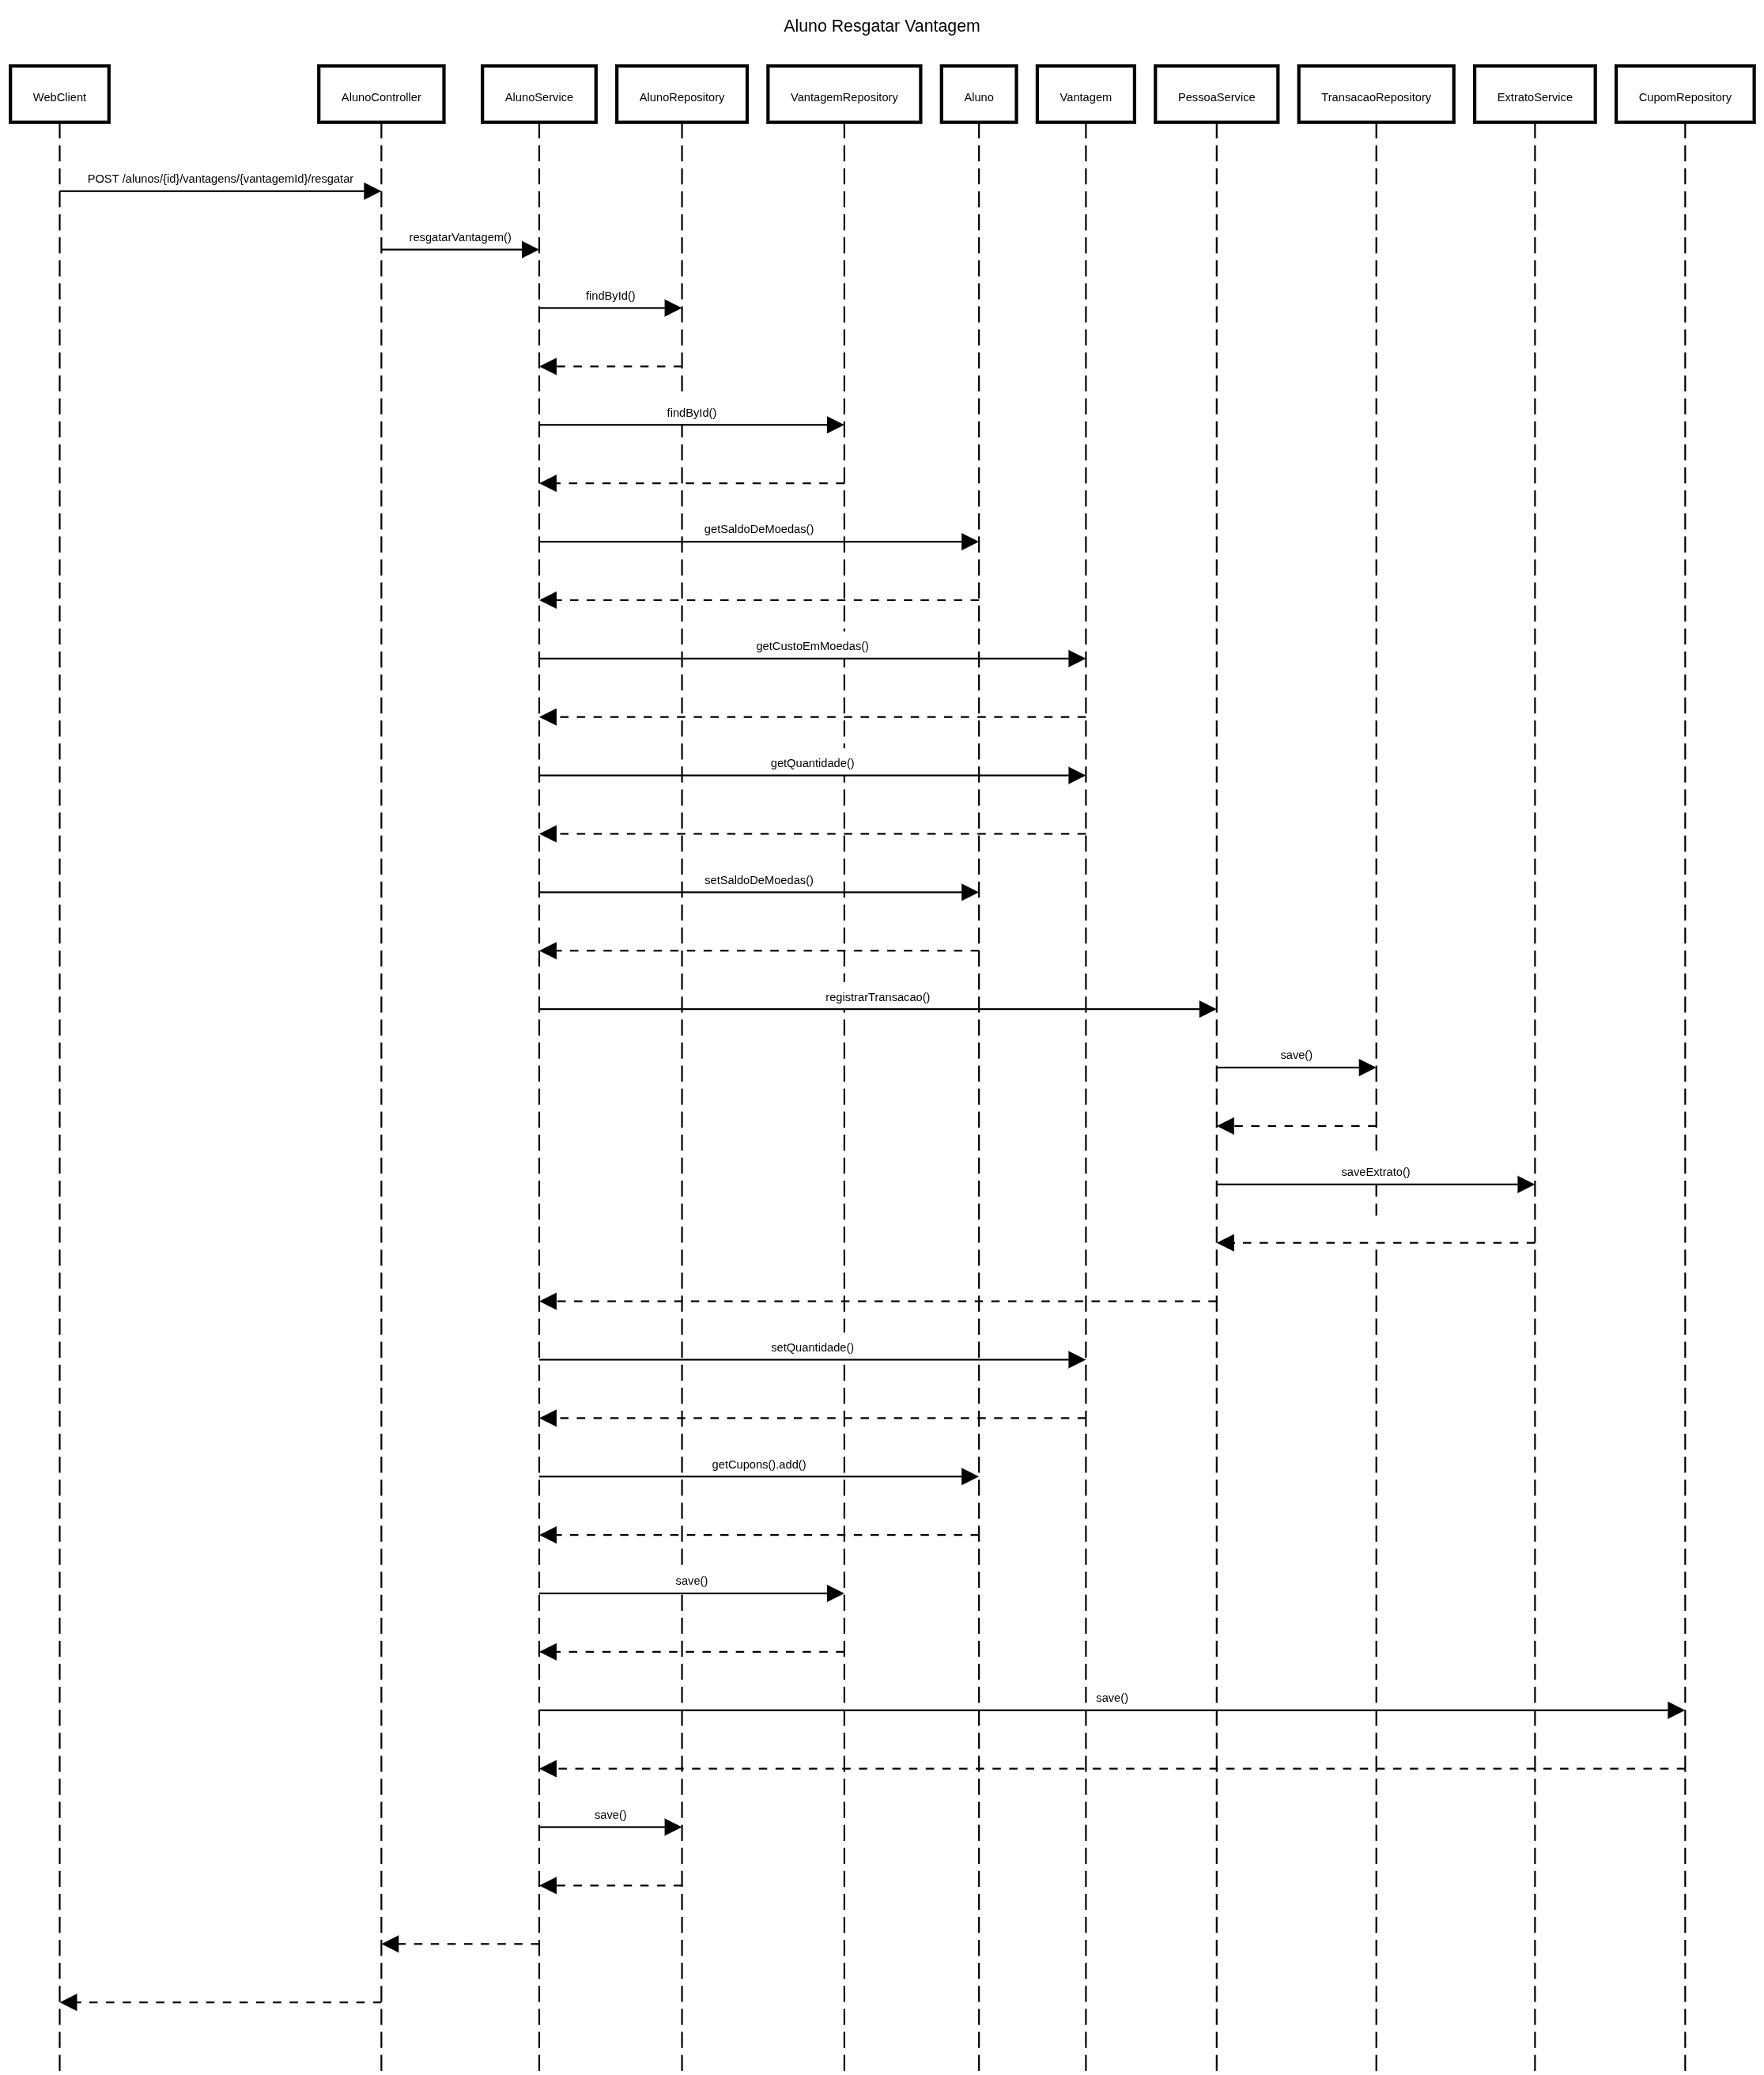 Aluno Resgatar Vantagem
WebClient
AlunoController
AlunoService
AlunoRepository
VantagemRepository
Aluno
Vantagem
PessoaService
TransacaoRepository
ExtratoService
CupomRepository
POST /alunos/{id}/vantagens/{vantagemId}/resgatar
resgatarVantagem()
findById()
findById()
getSaldoDeMoedas()
getCustoEmMoedas()
getQuantidade()
setSaldoDeMoedas()
registrarTransacao()
save()
saveExtrato()
setQuantidade()
getCupons().add()
save()
save()
save()